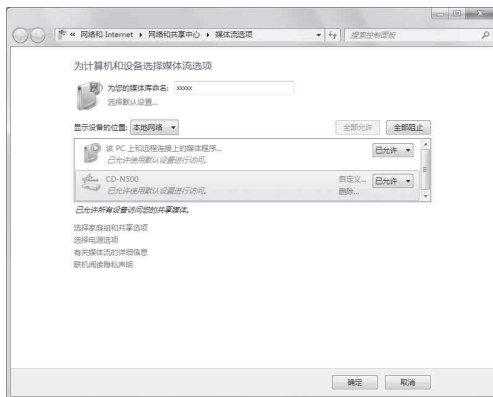 « 网络和 Internet ▸ 网络和共享中心 ▸ 媒体流选项
搜索控制面板
为计算机和设备选择媒体流选项
为您的媒体库命名: xxxxx
选择默认设置...
显示设备的位置: 本地网络
全部允许 全部阻止
该 PC 上和远程连接上的媒体程序...
已允许使用默认设置进行访问。
已允许
CD-N500
已允许使用默认设置进行访问。
自定义...
删除...
已允许
已允许所有设备访问您的共享媒体。
选择家庭组和共享选项
选择电源选项
有关媒体流的详细信息
联机阅读隐私声明
确定 取消